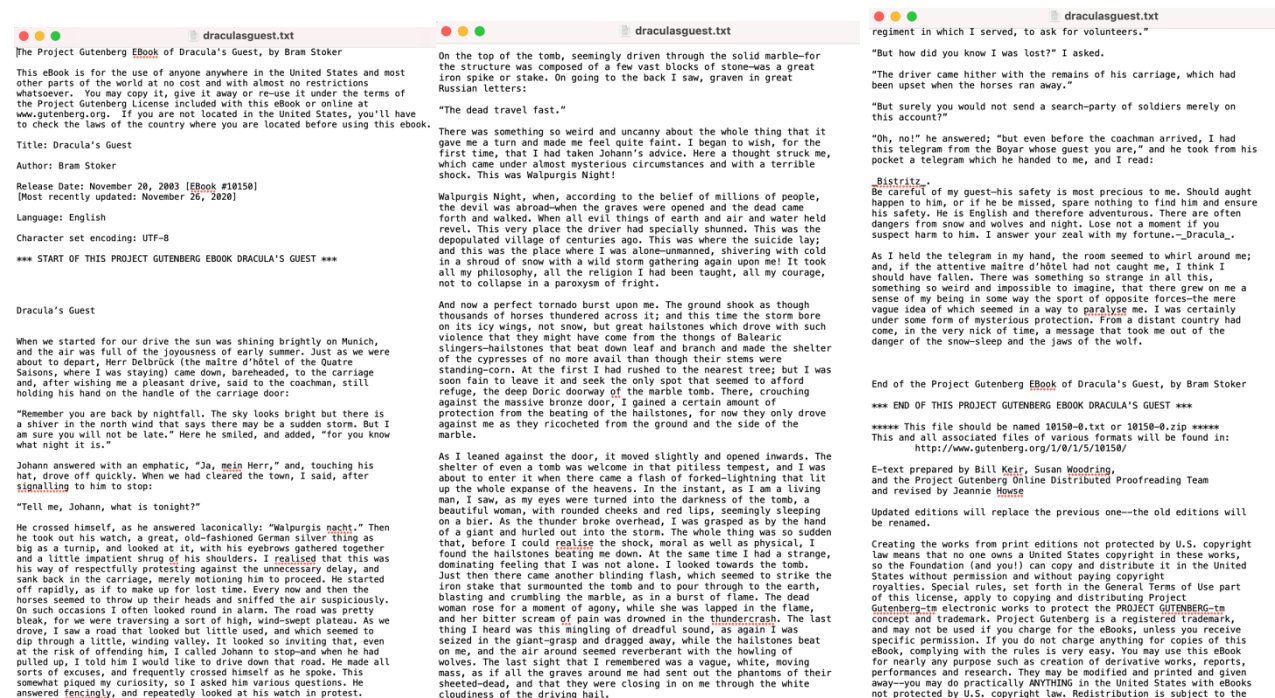 draculasguest.txt
The Project Gutenberg EBook of Dracula's Guest, by Bram Stoker
This eBook is for the use of anyone anywhere in the United States and most
other parts of the world at no cost and with almost no restrictions
whatsoever.  You may copy it, give it away or re-use it under the terms of
the Project Gutenberg License included with this eBook or online at
www.gutenberg.org.  If you are not located in the United States, you'll have
to check the laws of the country where you are located before using this ebook.
Title: Dracula's Guest
Author: Bram Stoker
Release Date: November 20, 2003 [EBook #10150]
[Most recently updated: November 26, 2020]
Language: English
Character set encoding: UTF-8
*** START OF THIS PROJECT GUTENBERG EBOOK DRACULA'S GUEST ***
Dracula’s Guest
When we started for our drive the sun was shining brightly on Munich,
and the air was full of the joyousness of early summer. Just as we were
about to depart, Herr Delbrück (the maître d’hôtel of the Quatre
Saisons, where I was staying) came down, bareheaded, to the carriage
and, after wishing me a pleasant drive, said to the coachman, still
holding his hand on the handle of the carriage door:
“Remember you are back by nightfall. The sky looks bright but there is
a shiver in the north wind that says there may be a sudden storm. But I
am sure you will not be late.” Here he smiled, and added, “for you know
what night it is.”
Johann answered with an emphatic, “Ja, mein Herr,” and, touching his
hat, drove off quickly. When we had cleared the town, I said, after
signalling to him to stop:
“Tell me, Johann, what is tonight?”
He crossed himself, as he answered laconically: “Walpurgis nacht.” Then
he took out his watch, a great, old-fashioned German silver thing as
big as a turnip, and looked at it, with his eyebrows gathered together
and a little impatient shrug of his shoulders. I realised that this was
his way of respectfully protesting against the unnecessary delay, and
sank back in the carriage, merely motioning him to proceed. He started
off rapidly, as if to make up for lost time. Every now and then the
horses seemed to throw up their heads and sniffed the air suspiciously.
On such occasions I often looked round in alarm. The road was pretty
bleak, for we were traversing a sort of high, wind-swept plateau. As we
drove, I saw a road that looked but little used, and which seemed to
dip through a little, winding valley. It looked so inviting that, even
at the risk of offending him, I called Johann to stop—and when he had
pulled up, I told him I would like to drive down that road. He made all
sorts of excuses, and frequently crossed himself as he spoke. This
somewhat piqued my curiosity, so I asked him various questions. He
answered fencingly, and repeatedly looked at his watch in protest.
draculasguest.txt
On the top of the tomb, seemingly driven through the solid marble—for
the structure was composed of a few vast blocks of stone—was a great
iron spike or stake. On going to the back I saw, graven in great
Russian letters:
“The dead travel fast.”
There was something so weird and uncanny about the whole thing that it
gave me a turn and made me feel quite faint. I began to wish, for the
first time, that I had taken Johann’s advice. Here a thought struck me,
which came under almost mysterious circumstances and with a terrible
shock. This was Walpurgis Night!
Walpurgis Night, when, according to the belief of millions of people,
the devil was abroad—when the graves were opened and the dead came
forth and walked. When all evil things of earth and air and water held
revel. This very place the driver had specially shunned. This was the
depopulated village of centuries ago. This was where the suicide lay;
and this was the place where I was alone—unmanned, shivering with cold
in a shroud of snow with a wild storm gathering again upon me! It took
all my philosophy, all the religion I had been taught, all my courage,
not to collapse in a paroxysm of fright.
And now a perfect tornado burst upon me. The ground shook as though
thousands of horses thundered across it; and this time the storm bore
on its icy wings, not snow, but great hailstones which drove with such
violence that they might have come from the thongs of Balearic
slingers—hailstones that beat down leaf and branch and made the shelter
of the cypresses of no more avail than though their stems were
standing-corn. At the first I had rushed to the nearest tree; but I was
soon fain to leave it and seek the only spot that seemed to afford
refuge, the deep Doric doorway of the marble tomb. There, crouching
against the massive bronze door, I gained a certain amount of
protection from the beating of the hailstones, for now they only drove
against me as they ricocheted from the ground and the side of the
marble.
As I leaned against the door, it moved slightly and opened inwards. The
shelter of even a tomb was welcome in that pitiless tempest, and I was
about to enter it when there came a flash of forked-lightning that lit
up the whole expanse of the heavens. In the instant, as I am a living
man, I saw, as my eyes were turned into the darkness of the tomb, a
beautiful woman, with rounded cheeks and red lips, seemingly sleeping
on a bier. As the thunder broke overhead, I was grasped as by the hand
of a giant and hurled out into the storm. The whole thing was so sudden
that, before I could realise the shock, moral as well as physical, I
found the hailstones beating me down. At the same time I had a strange,
dominating feeling that I was not alone. I looked towards the tomb.
Just then there came another blinding flash, which seemed to strike the
iron stake that surmounted the tomb and to pour through to the earth,
blasting and crumbling the marble, as in a burst of flame. The dead
woman rose for a moment of agony, while she was lapped in the flame,
and her bitter scream of pain was drowned in the thundercrash. The last
thing I heard was this mingling of dreadful sound, as again I was
seized in the giant-grasp and dragged away, while the hailstones beat
on me, and the air around seemed reverberant with the howling of
wolves. The last sight that I remembered was a vague, white, moving
mass, as if all the graves around me had sent out the phantoms of their
sheeted-dead, and that they were closing in on me through the white
cloudiness of the driving hail.
draculasguest.txt
regiment in which I served, to ask for volunteers.”
“But how did you know I was lost?” I asked.
“The driver came hither with the remains of his carriage, which had
been upset when the horses ran away.”
“But surely you would not send a search-party of soldiers merely on
this account?”
“Oh, no!” he answered; “but even before the coachman arrived, I had
this telegram from the Boyar whose guest you are,” and he took from his
pocket a telegram which he handed to me, and I read:
_Bistritz_.
Be careful of my guest—his safety is most precious to me. Should aught
happen to him, or if he be missed, spare nothing to find him and ensure
his safety. He is English and therefore adventurous. There are often
dangers from snow and wolves and night. Lose not a moment if you
suspect harm to him. I answer your zeal with my fortune.—_Dracula_.
As I held the telegram in my hand, the room seemed to whirl around me;
and, if the attentive maître d’hôtel had not caught me, I think I
should have fallen. There was something so strange in all this,
something so weird and impossible to imagine, that there grew on me a
sense of my being in some way the sport of opposite forces—the mere
vague idea of which seemed in a way to paralyse me. I was certainly
under some form of mysterious protection. From a distant country had
come, in the very nick of time, a message that took me out of the
danger of the snow-sleep and the jaws of the wolf.
End of the Project Gutenberg EBook of Dracula's Guest, by Bram Stoker
*** END OF THIS PROJECT GUTENBERG EBOOK DRACULA'S GUEST ***
***** This file should be named 10150-0.txt or 10150-0.zip *****
This and all associated files of various formats will be found in:
http://www.gutenberg.org/1/0/1/5/10150/
E-text prepared by Bill Keir, Susan Woodring,
and the Project Gutenberg Online Distributed Proofreading Team
and revised by Jeannie Howse
Updated editions will replace the previous one--the old editions will
be renamed.
Creating the works from print editions not protected by U.S. copyright
law means that no one owns a United States copyright in these works,
so the Foundation (and you!) can copy and distribute it in the United
States without permission and without paying copyright
royalties. Special rules, set forth in the General Terms of Use part
of this license, apply to copying and distributing Project
Gutenberg-tm electronic works to protect the PROJECT GUTENBERG-tm
concept and trademark. Project Gutenberg is a registered trademark,
and may not be used if you charge for the eBooks, unless you receive
specific permission. If you do not charge anything for copies of this
eBook, complying with the rules is very easy. You may use this eBook
for nearly any purpose such as creation of derivative works, reports,
performances and research. They may be modified and printed and given
away--you may do practically ANYTHING in the United States with eBooks
not protected by U.S. copyright law. Redistribution is subject to the